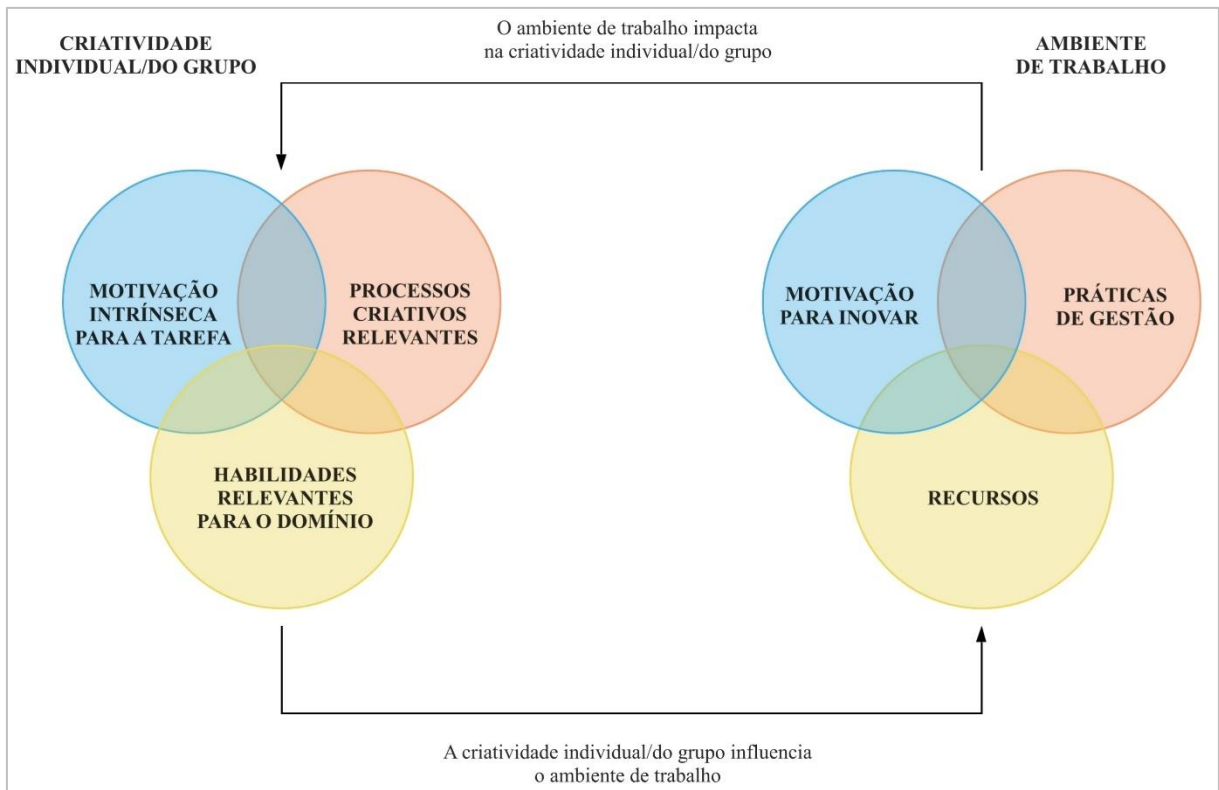 O ambiente de trabalho impacta
na criatividade individual/do grupo
CRIATIVIDADE
INDIVIDUAL/DO GRUPO
AMBIENTE
DE TRABALHO
MOTIVAÇÃO
INTRÍNSECA
PARA A TAREFA
PROCESSOS
CRIATIVOS
RELEVANTES
HABILIDADES
RELEVANTES
PARA O DOMÍNIO
MOTIVAÇÃO
PARA INOVAR
PRÁTICAS
DE GESTÃO
RECURSOS
A criatividade individual/do grupo influencia
o ambiente de trabalho